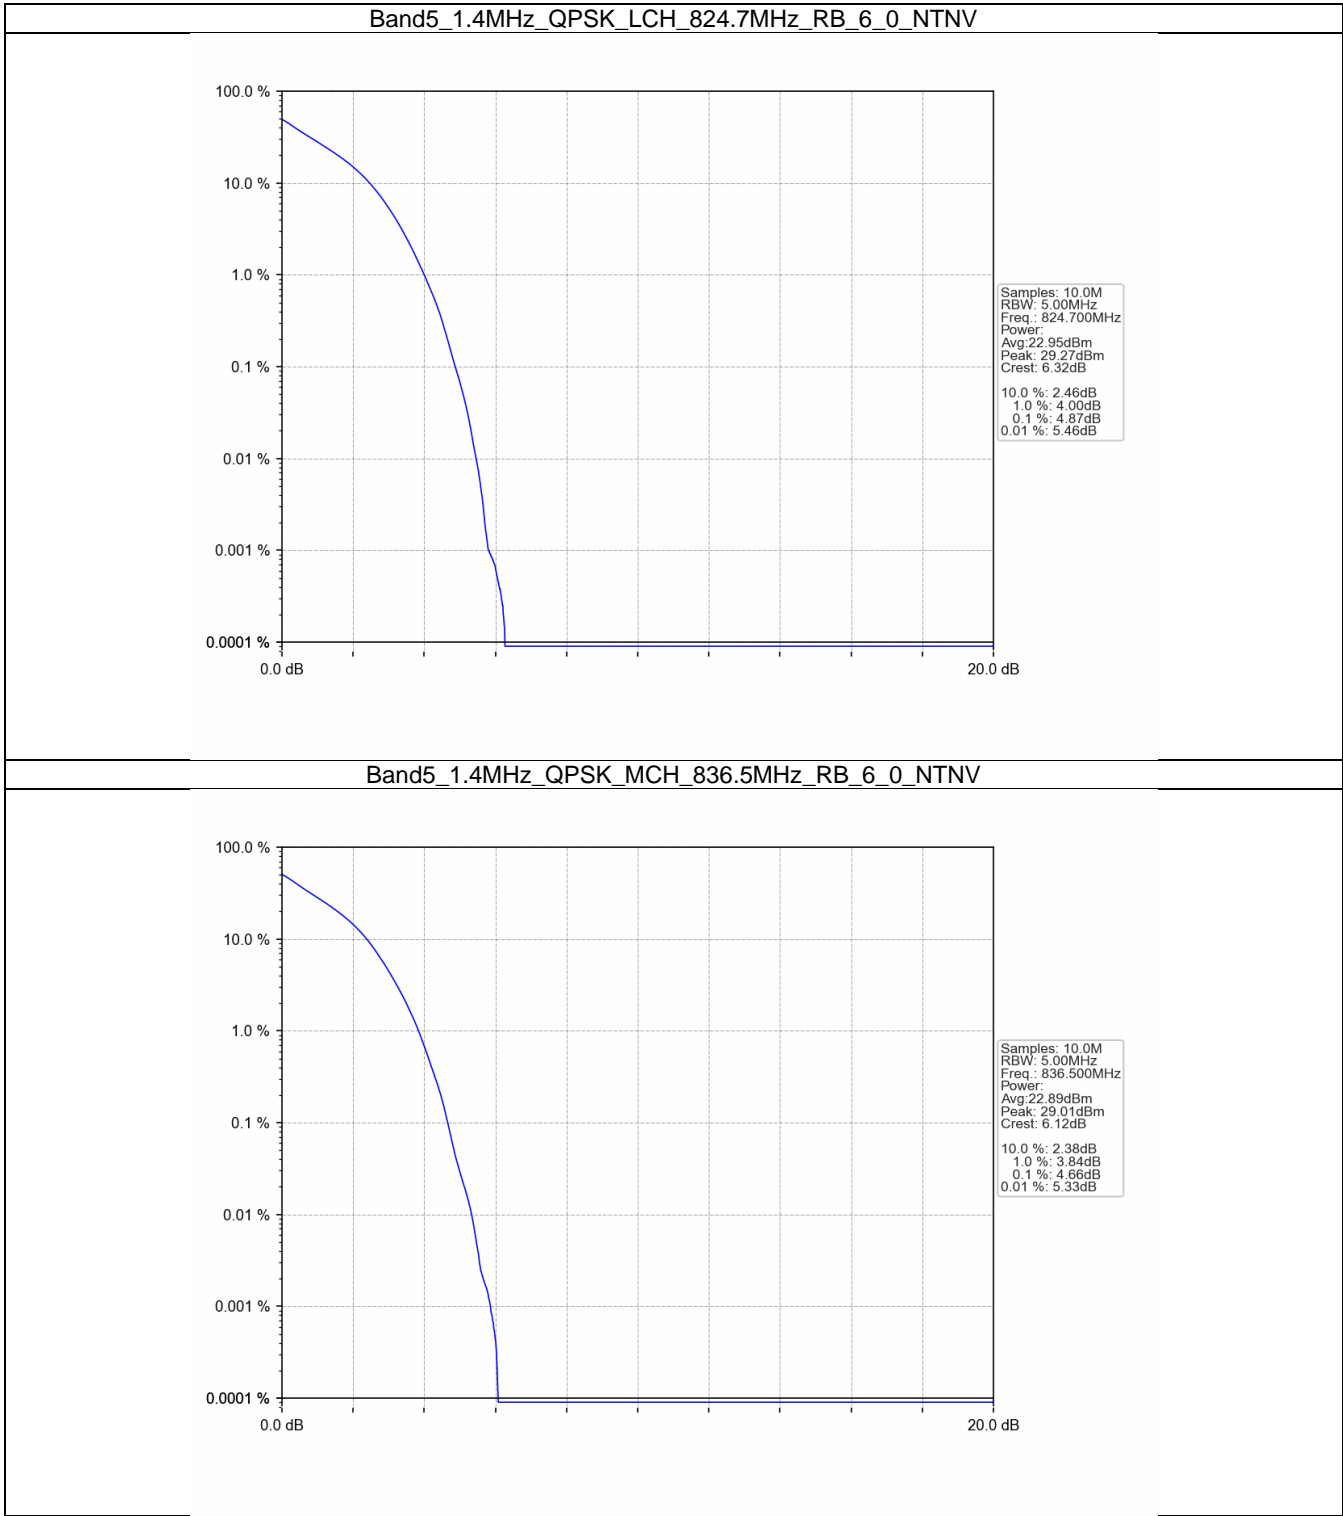 Band5_1.4MHz_QPSK_LCH_824.7MHz_RB_6_0_NTNV
100.0 %
10.0 %
1.0 %
0.1 %
0.01 %
0.001 %
0.0001 %
0.0 dB
20.0 dB
Samples: 10.0M
RBW: 5.00MHz
Freq.: 824.700MHz
Power:
Avg:22.95dBm
Peak: 29.27dBm
Crest: 6.32dB
10.0 %: 2.46dB
1.0 %: 4.00dB
0.1 %: 4.87dB
0.01 %: 5.46dB
Band5_1.4MHz_QPSK_MCH_836.5MHz_RB_6_0_NTNV
100.0 %
10.0 %
1.0 %
0.1 %
0.01 %
0.001 %
0.0001 %
0.0 dB
20.0 dB
Samples: 10.0M
RBW: 5.00MHz
Freq.: 836.500MHz
Power:
Avg:22.89dBm
Peak: 29.01dBm
Crest: 6.12dB
10.0 %: 2.38dB
1.0 %: 3.84dB
0.1 %: 4.66dB
0.01 %: 5.33dB